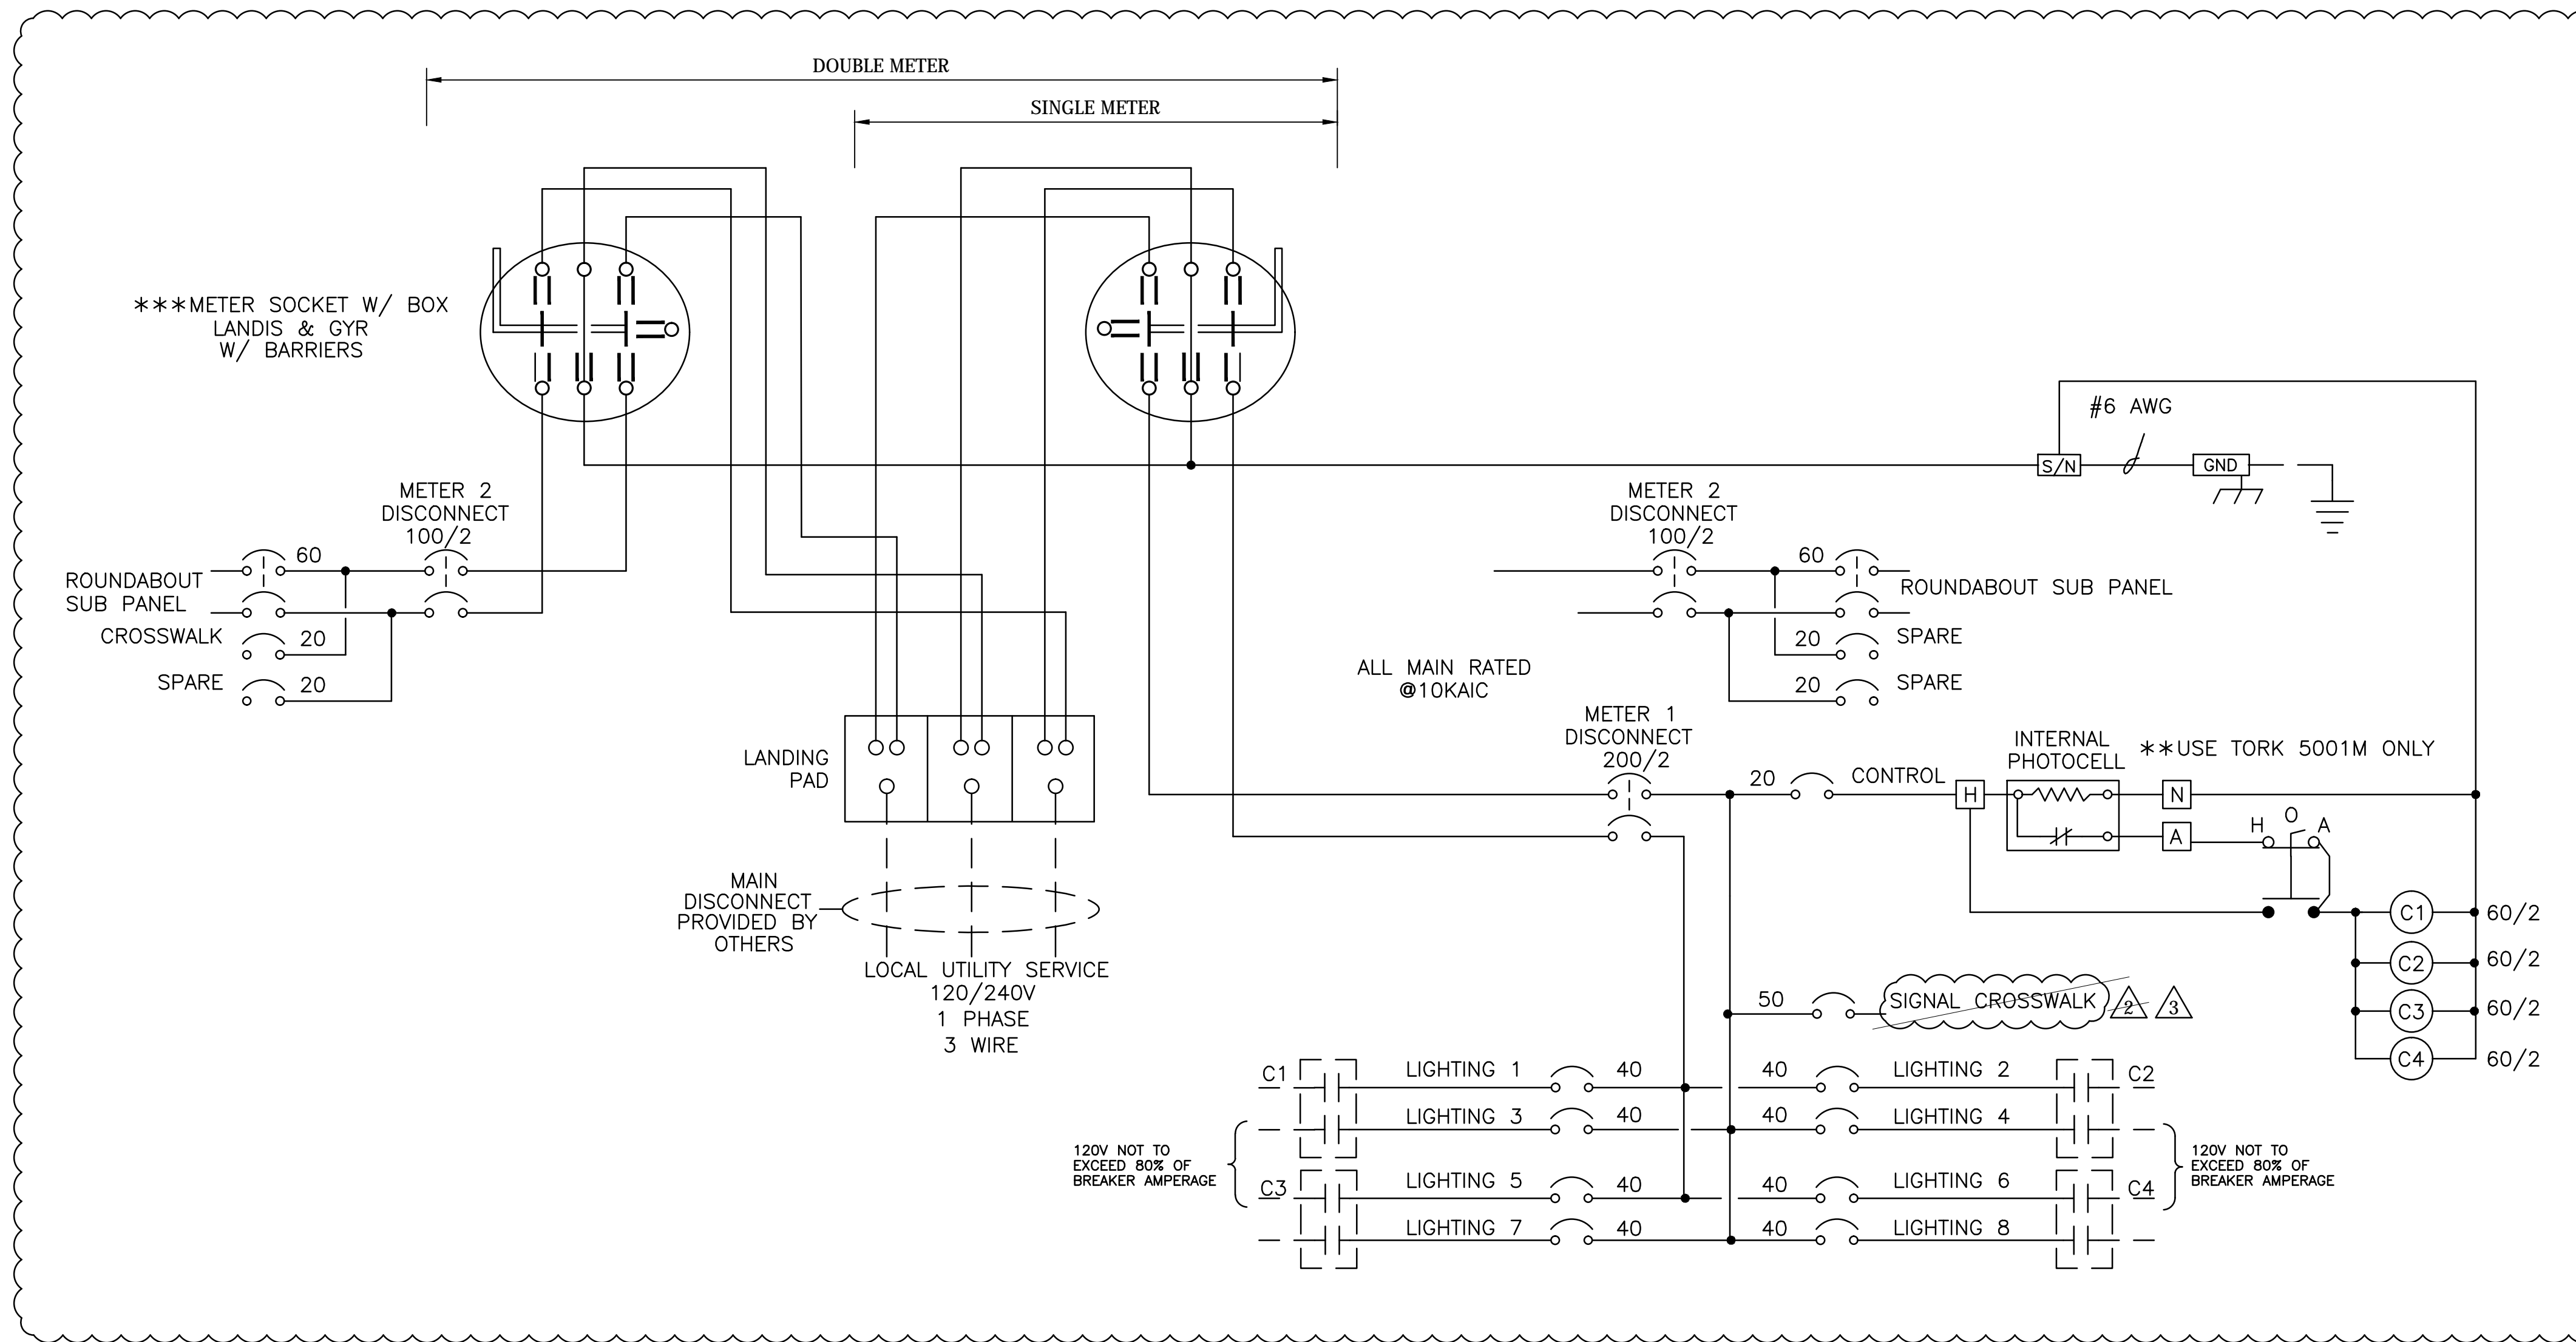 DOUBLE METER
SINGLE METER
***METER SOCKET W/ BOX
LANDIS & GYR
W/ BARRIERS
#6 AWG
S/N
GND
METER 2
DISCONNECT
100/2
60
ROUNDABOUT
SUB PANEL
CROSSWALK
20
SPARE
20
METER 2
DISCONNECT
100/2
60
ROUNDABOUT SUB PANEL
20
SPARE
20
SPARE
ALL MAIN RATED
@10KAIC
LANDING
PAD
MAIN
DISCONNECT
PROVIDED BY
OTHERS
LOCAL UTILITY SERVICE
120/240V
1 PHASE
3 WIRE
METER 1
DISCONNECT
200/2
20
CONTROL
H
INTERNAL
PHOTOCELL
**USE TORK 5001M ONLY
N
A
H
O
A
C1
60/2
C2
60/2
C3
60/2
C4
60/2
50
SIGNAL CROSSWALK
2
3
C1
LIGHTING 1
40
40
LIGHTING 2
C2
LIGHTING 3
40
40
LIGHTING 4
120V NOT TO
EXCEED 80% OF
BREAKER AMPERAGE
120V NOT TO
EXCEED 80% OF
BREAKER AMPERAGE
C3
LIGHTING 5
40
40
LIGHTING 6
C4
LIGHTING 7
40
40
LIGHTING 8